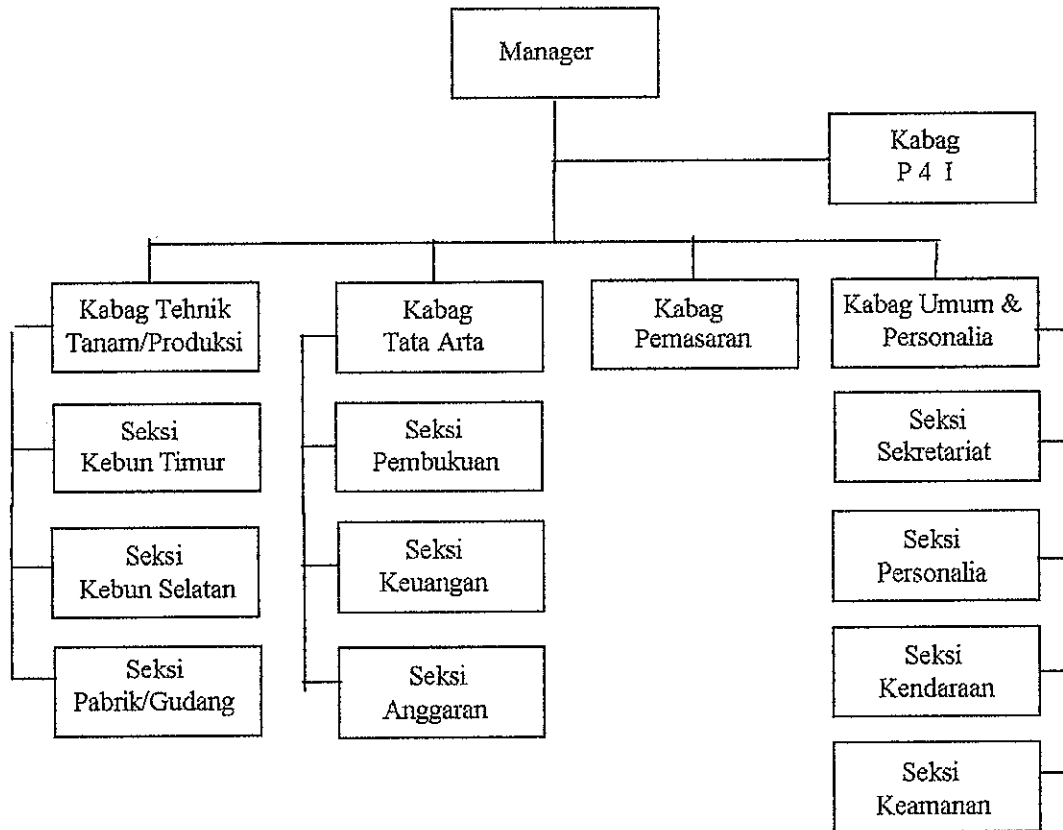 Manager
Kabag
P 4 I
Kabag Tehnik
Tanam/Produksi
Kabag
Tata Arta
Kabag
Pemasaran
Kabag Umum &
Personalia
Seksi
Kebun Timur
Seksi
Pembukuan
Seksi
Sekretariat
Seksi
Kebun Selatan
Seksi
Keuangan
Seksi
Personalia
Seksi
Pabrik/Gudang
Seksi
Anggaran
Seksi
Kendaraan
Seksi
Keamanan